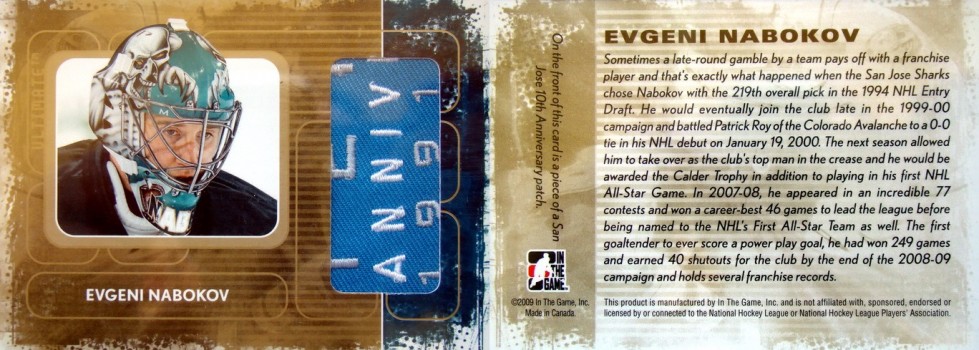 EVGENI NABOKOV
ANNIV
1991
On the front of this card is a piece of a San
Jose 10th Anniversary patch.
IN
THE
GAME
©2009 In The Game, Inc.
Made in Canada.
EVGENI NABOKOV
Sometimes a late-round gamble by a team pays off with a franchise
player and that's exactly what happened when the San Jose Sharks
chose Nabokov with the 219th overall pick in the 1994 NHL Entry
Draft. He would eventually join the club late in the 1999-00
campaign and battled Patrick Roy of the Colorado Avalanche to a 0-0
tie in his NHL debut on January 19, 2000. The next season allowed
him to take over as the club's top man in the crease and he would be
awarded the Calder Trophy in addition to playing in his first NHL
All-Star Game. In 2007-08, he appeared in an incredible 77
contests and won a career-best 46 games to lead the league before
being named to the NHL's First All-Star Team as well. The first
goaltender to ever score a power play goal, he had won 249 games
and earned 40 shutouts for the club by the end of the 2008-09
campaign and holds several franchise records.
This product is manufactured by In The Game, Inc. and is not affiliated with, sponsored, endorsed or
licensed by or connected to the National Hockey League or National Hockey League Players' Association.